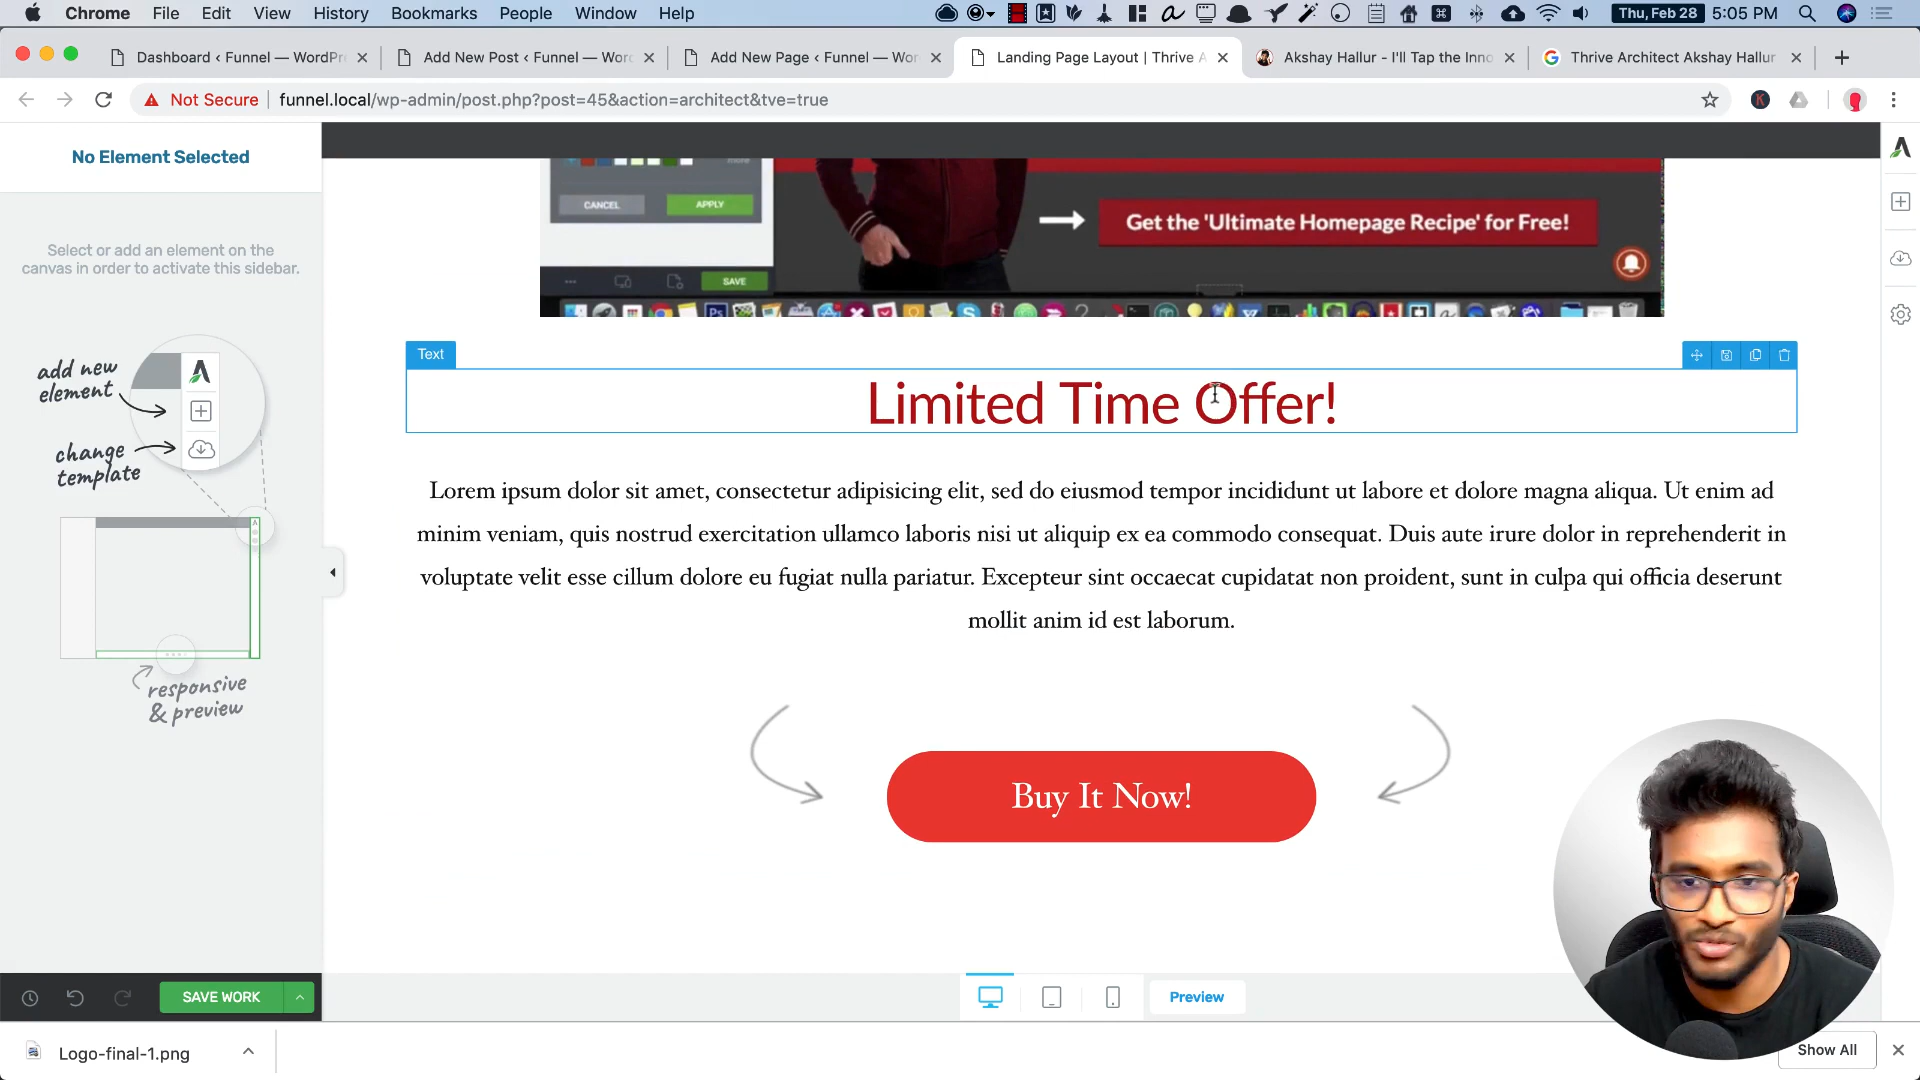 Chrome File Edit View History Bookmarks People Window Help Thu, Feb 28 5:05 PM
Dashboard ‹ Funnel — WordPr Add New Post ‹ Funnel — Wor Add New Page ‹ Funnel — Wor Landing Page Layout | Thrive A Akshay Hallur - I'll Tap the Inno Thrive Architect Akshay Hallur
Not Secure funnel.local/wp-admin/post.php?post=45&action=architect&tve=true
No Element Selected
Select or add an element on the
canvas in order to activate this sidebar.
add new
element
change
template
responsive
& preview
more
CANCEL APPLY
Get the 'Ultimate Homepage Recipe' for Free!
SAVE
Text
Limited Time Offer!
Lorem ipsum dolor sit amet, consectetur adipisicing elit, sed do eiusmod tempor incididunt ut labore et dolore magna aliqua. Ut enim ad
minim veniam, quis nostrud exercitation ullamco laboris nisi ut aliquip ex ea commodo consequat. Duis aute irure dolor in reprehenderit in
voluptate velit esse cillum dolore eu fugiat nulla pariatur. Excepteur sint occaecat cupidatat non proident, sunt in culpa qui officia deserunt
mollit anim id est laborum.
Buy It Now!
SAVE WORK
Preview
Logo-final-1.png
Show All